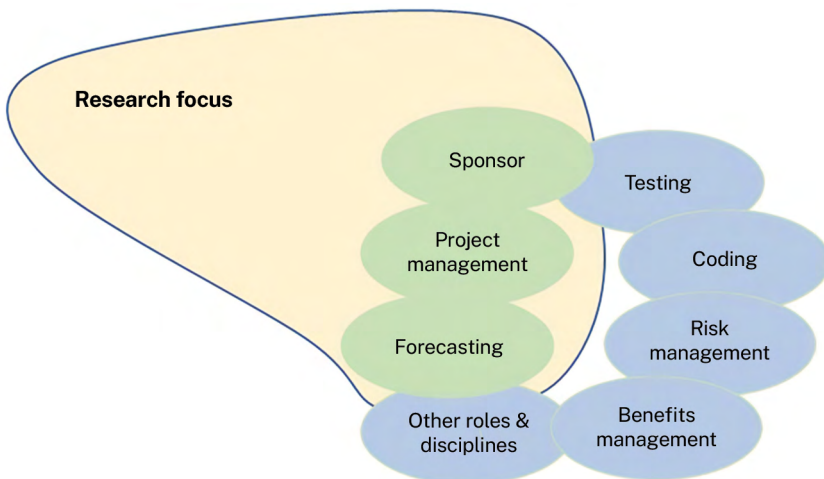 Research focus
Sponsor
Testing
Project
management
Coding
Forecasting
Risk
management
Other roles &
disciplines
Benefits
management